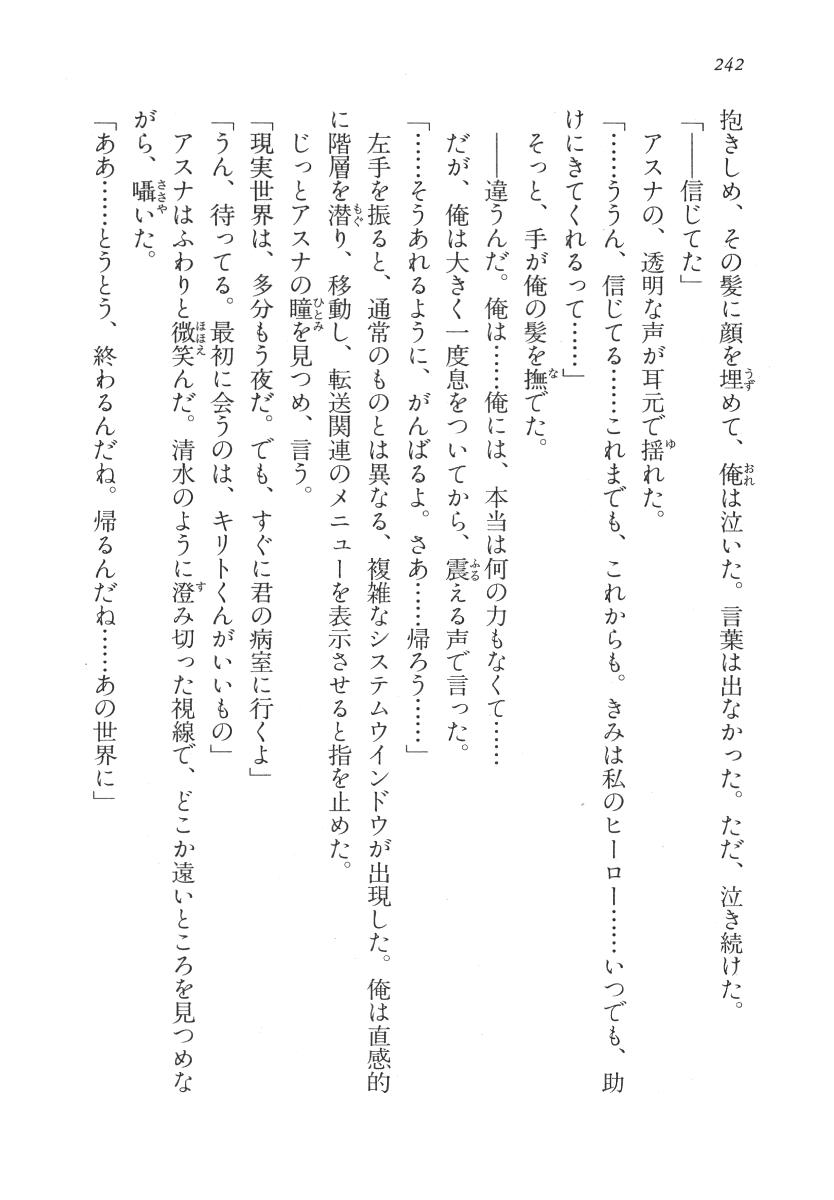 242
抱きしめ、その髪に顔を埋めて、俺は泣いた。言葉は出なかった。ただ、泣き続けた。
「――信じてた」
アスナの、透明な声が耳元で揺れた。
「……ううん、信じてる……これまでも、これからも。きみは私のヒーロー……いつでも、助
けにきてくれるって……」
そっと、手が俺の髪を撫でた。
――違うんだ。俺は……俺には、本当は何の力もなくて……
だが、俺は大きく一度息をついてから、震える声で言った。
「……そうあれるように、がんばるよ。さあ……帰ろう……」
左手を振ると、通常のものとは異なる、複雑なシステムウインドウが出現した。俺は直感的
に階層を潜り、移動し、転送関連のメニューを表示させると指を止めた。
じっとアスナの瞳を見つめ、言う。
「現実世界は、多分もう夜だ。でも、すぐに君の病室に行くよ」
「うん、待ってる。最初に会うのは、キリトくんがいいもの」
アスナはふわりと微笑んだ。清水のように澄み切った視線で、どこか遠いところを見つめな
がら、囁いた。
「ああ……とうとう、終わるんだね。帰るんだね……あの世界に」